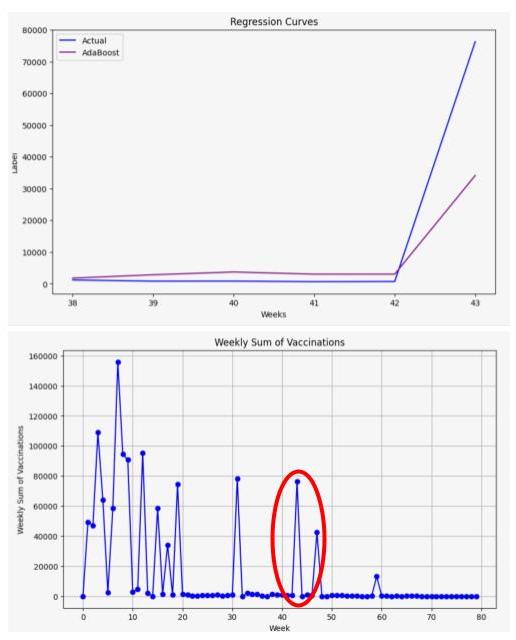 Regression Curves
80000
Actual
AdaBoost
70000
60000
50000
Label
40000
30000
20000
10000
0
38 39 40 41 42 43
Weeks
Weekly Sum of Vaccinations
160000
140000
120000
100000
Weekly Sum of Vaccinations
80000
60000
40000
20000
0
0 10 20 30 40 50 60 70 80
Week